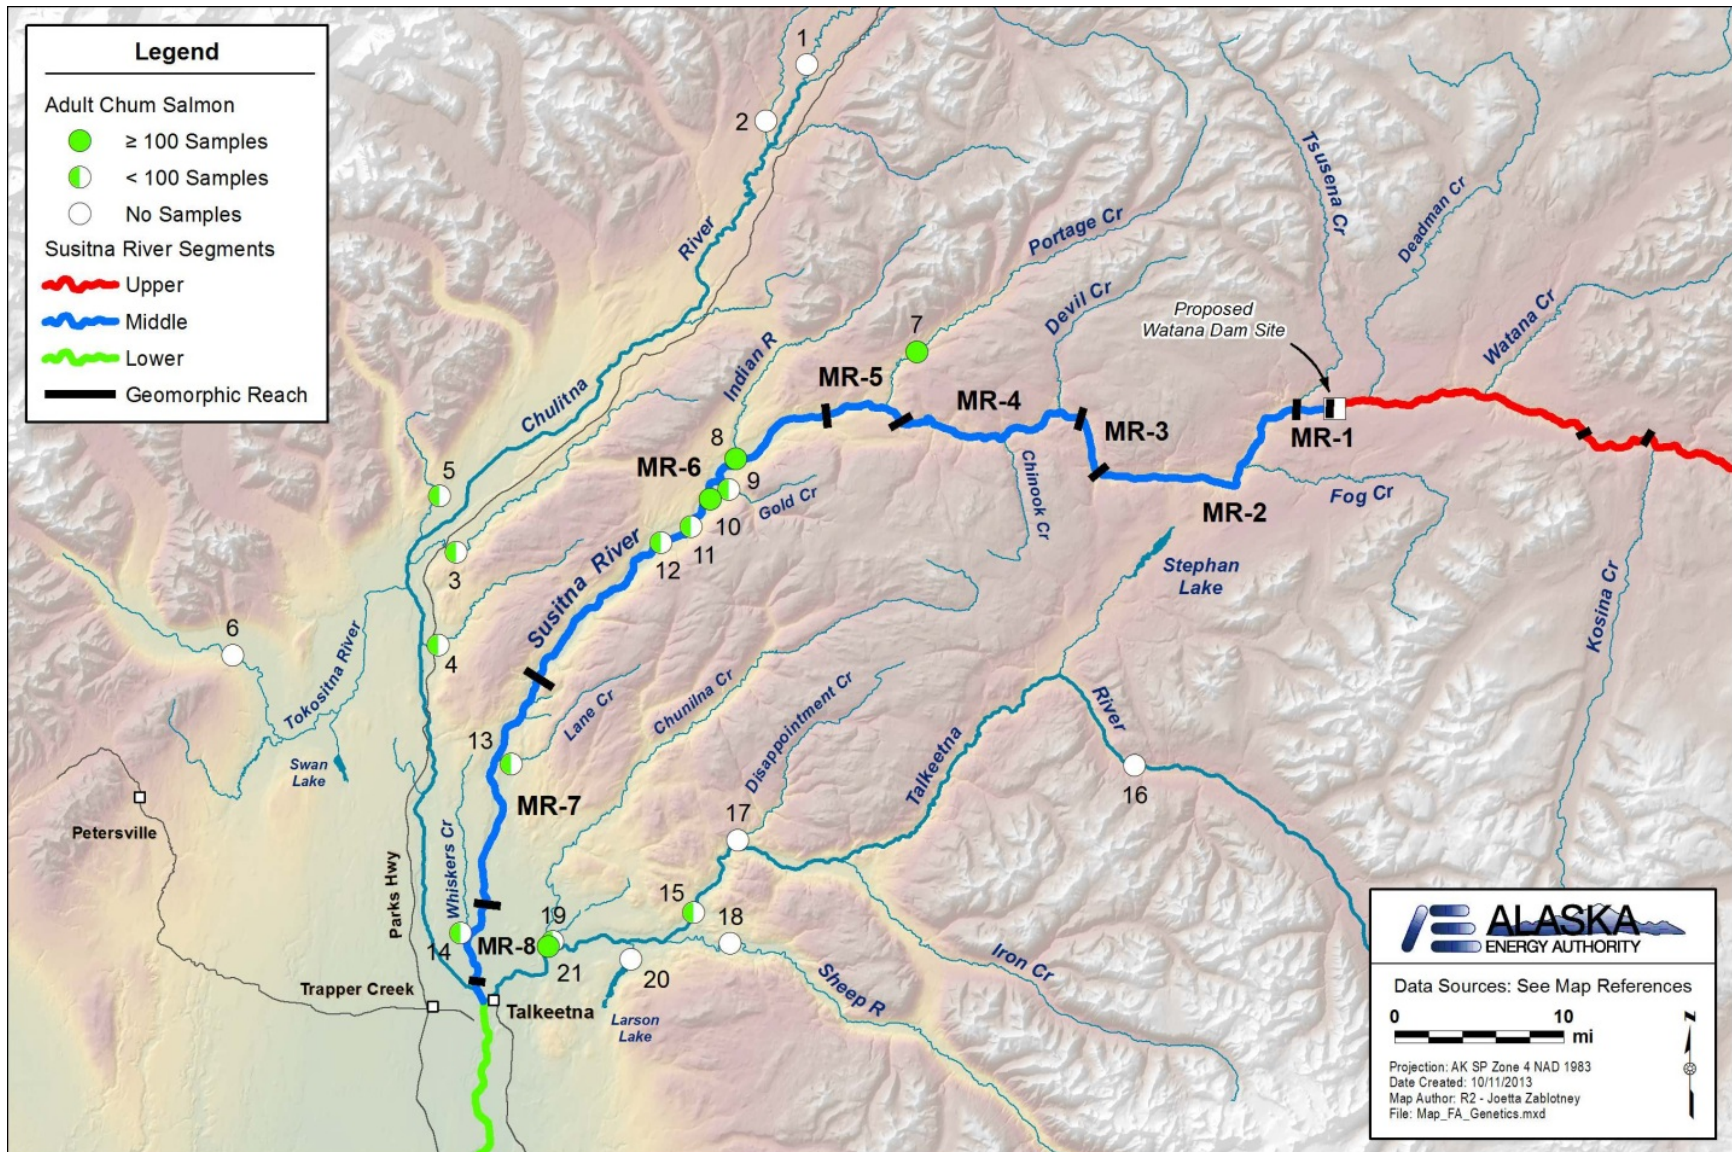 Legend
Adult Chum Salmon
≥ 100 Samples
< 100 Samples
No Samples
Susitna River Segments
Upper
Middle
Lower
Geomorphic Reach
1
2
River
Chulitna
Tsusena Cr
Deadman Cr
Portage Cr
Devil Cr
Watana Cr
Proposed
Watana Dam Site
7
Indian R
MR-5
MR-4
MR-3
MR-1
MR-2
8
MR-6
9
Gold Cr
10
11
12
Chinook Cr
Fog Cr
5
3
4
6
Susitna River
Stephan
Lake
Kosina Cr
Tokositna River
Swan
Lake
Lane Cr
Chunilna Cr
Disappointment Cr
13
MR-7
Talkeetna
River
16
17
Petersville
Parks Hwy
Whiskers Cr
15
18
19
14
MR-8
21
20
Iron Cr
Sheep R
Trapper Creek
Talkeetna
Larson
Lake
ALASKA
ENERGY AUTHORITY
Data Sources: See Map References
0 10
mi
N
Projection: AK SP Zone 4 NAD 1983
Date Created: 10/11/2013
Map Author: R2 - Joetta Zablotney
File: Map_FA_Genetics.mxd